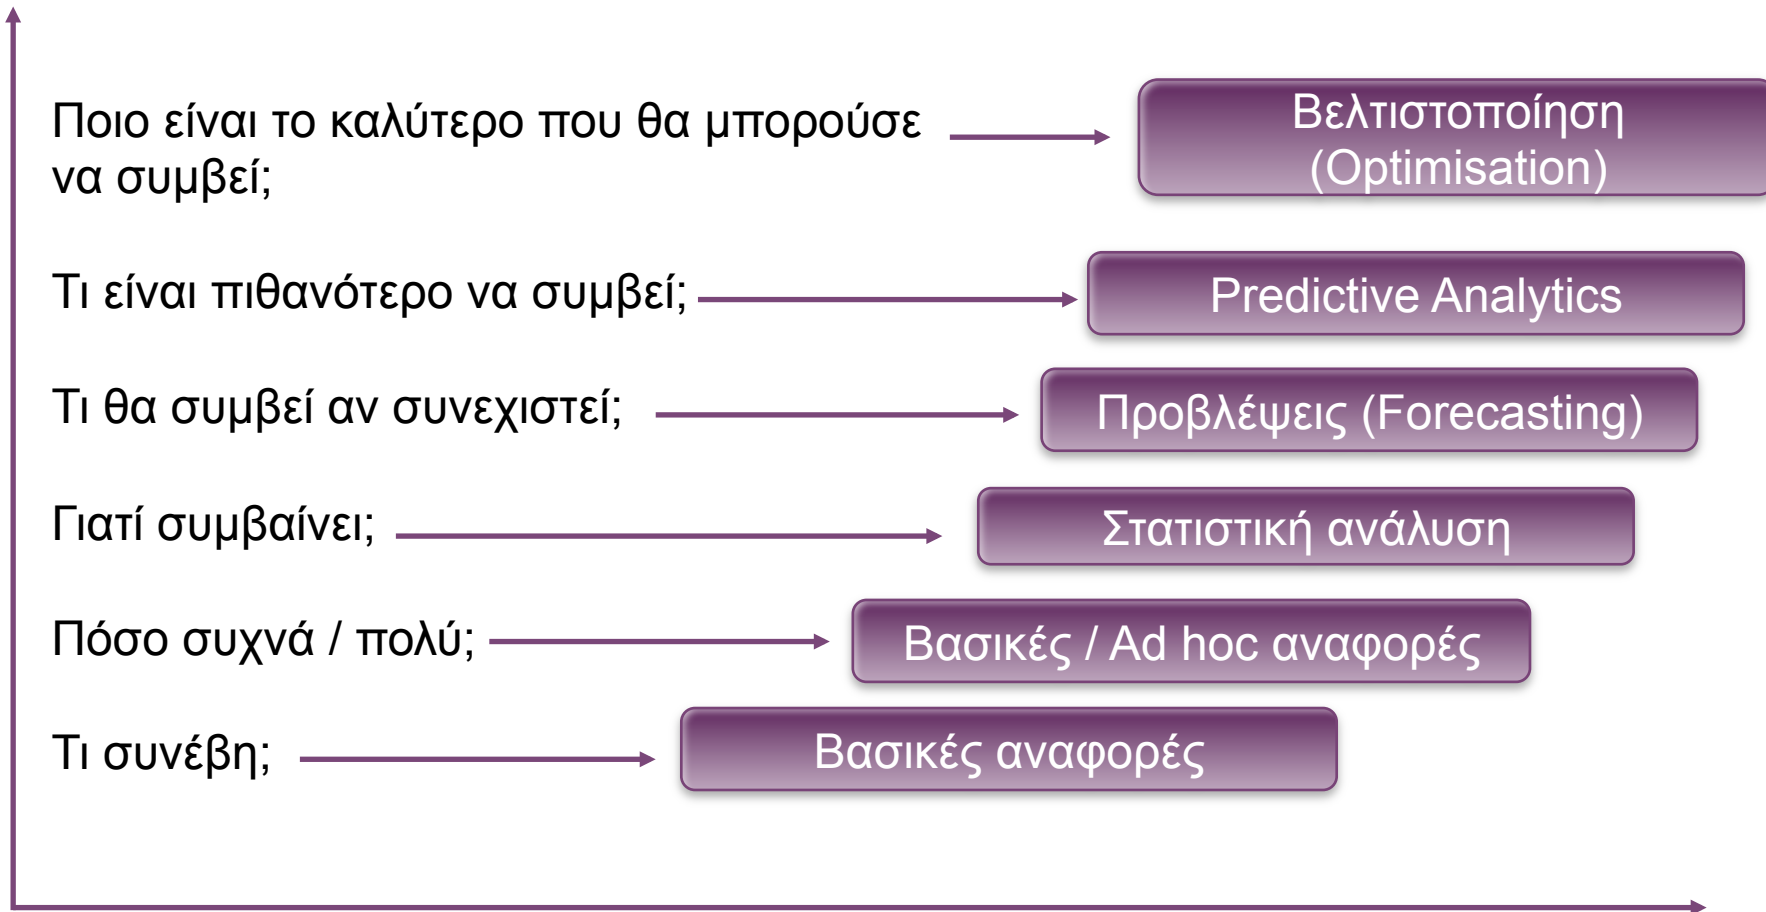 Ποιο είναι το καλύτερο που θα μπορούσε
να συμβεί;
Βελτιστοποίηση
(Optimisation)
Τι είναι πιθανότερο να συμβεί;
Predictive Analytics
Τι θα συμβεί αν συνεχιστεί;
Προβλέψεις (Forecasting)
Γιατί συμβαίνει;
Στατιστική ανάλυση
Πόσο συχνά / πολύ;
Βασικές / Ad hoc αναφορές
Τι συνέβη;
Βασικές αναφορές